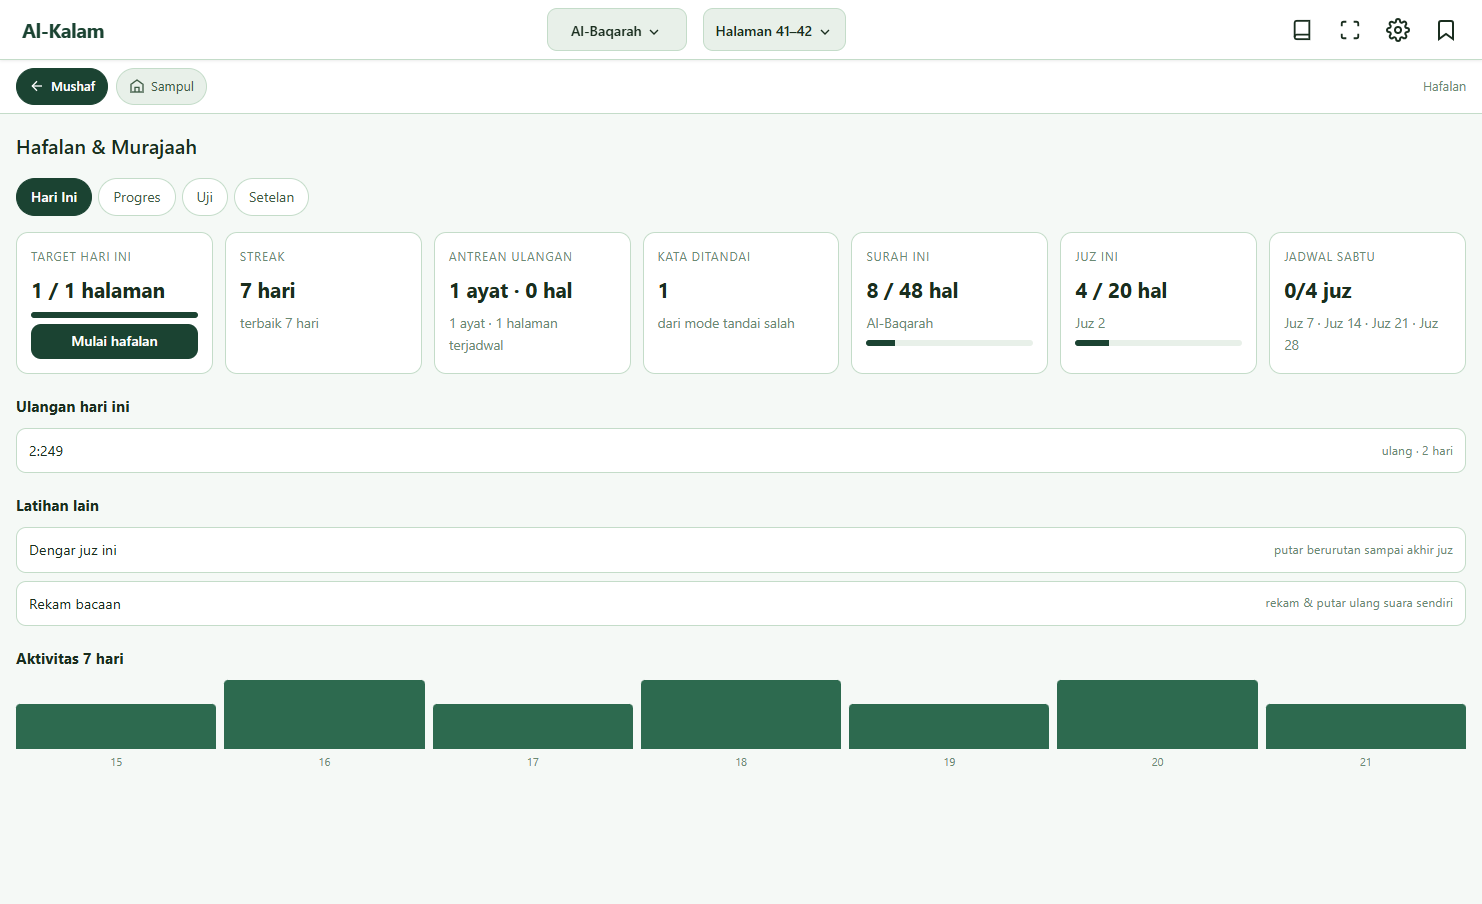 Al-Kalam
Al-Baqarah
Halaman 41–42
Mushaf
Sampul
Hafalan
Hafalan & Murajaah
Hari Ini
Progres
Uji
Setelan
TARGET HARI INI
1 / 1 halaman
Mulai hafalan
STREAK
7 hari
terbaik 7 hari
ANTREAN ULANGAN
1 ayat · 0 hal
1 ayat · 1 halaman
terjadwal
KATA DITANDAI
1
dari mode tandai salah
SURAH INI
8 / 48 hal
Al-Baqarah
JUZ INI
4 / 20 hal
Juz 2
JADWAL SABTU
0/4 juz
Juz 7 · Juz 14 · Juz 21 · Juz
28
Ulangan hari ini
2:249
ulang · 2 hari
Latihan lain
Dengar juz ini
putar berurutan sampai akhir juz
Rekam bacaan
rekam & putar ulang suara sendiri
Aktivitas 7 hari
15
16
17
18
19
20
21